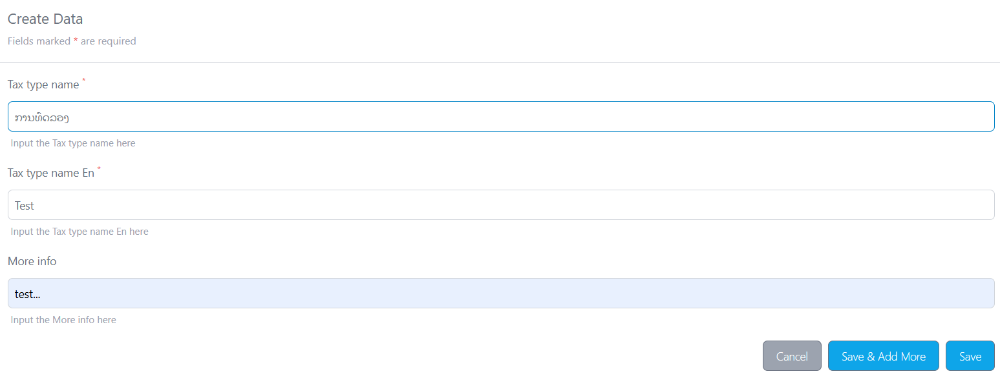 Create Data
Fields marked * are required
Tax type name *
ການທົດລອງ
Input the Tax type name here
Tax type name En *
Test
Input the Tax type name En here
More info
test...
Input the More info here
Cancel Save & Add More Save